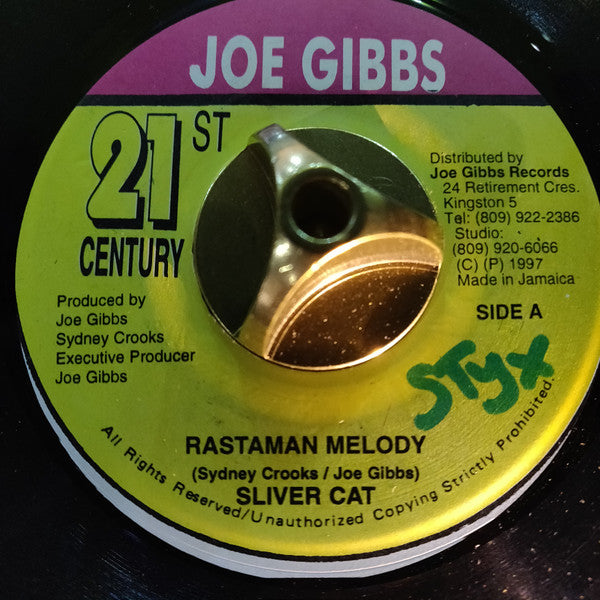 JOE GIBBS
21 ST
CENTURY
Produced by
Joe Gibbs
Sydney Crooks
Executive Producer
Joe Gibbs
Distributed by
Joe Gibbs Records
24 Retirement Cres.
Kingston 5
Tel: (809) 922-2386
Studio:
(809) 920-6066
(C) (P) 1997
Made in Jamaica
SIDE A
STyx
RASTAMAN MELODY
(Sydney Crooks / Joe Gibbs)
SLIVER CAT
All Rights Reserved/Unauthorized Copying Strictly Prohibited.